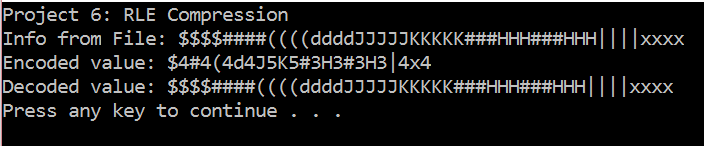 Project 6: RLE Compression
Info from File: $$$$####((((ddddJJJJJKKKKK###HHH###HHH||||xxxx
Encoded value: $4#4(4d4J5K5#3H3#3H3|4x4
Decoded value: $$$$####((((ddddJJJJJKKKKK###HHH###HHH||||xxxx
Press any key to continue . . .